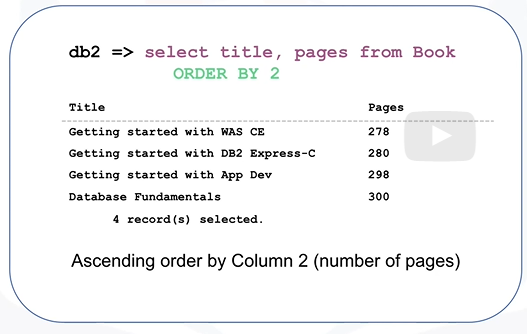 db2 => select title, pages from Book
ORDER BY 2
Title Pages
Getting started with WAS CE 278
Getting started with DB2 Express-C 280
Getting started with App Dev 298
Database Fundamentals 300
4 record(s) selected.
Ascending order by Column 2 (number of pages)